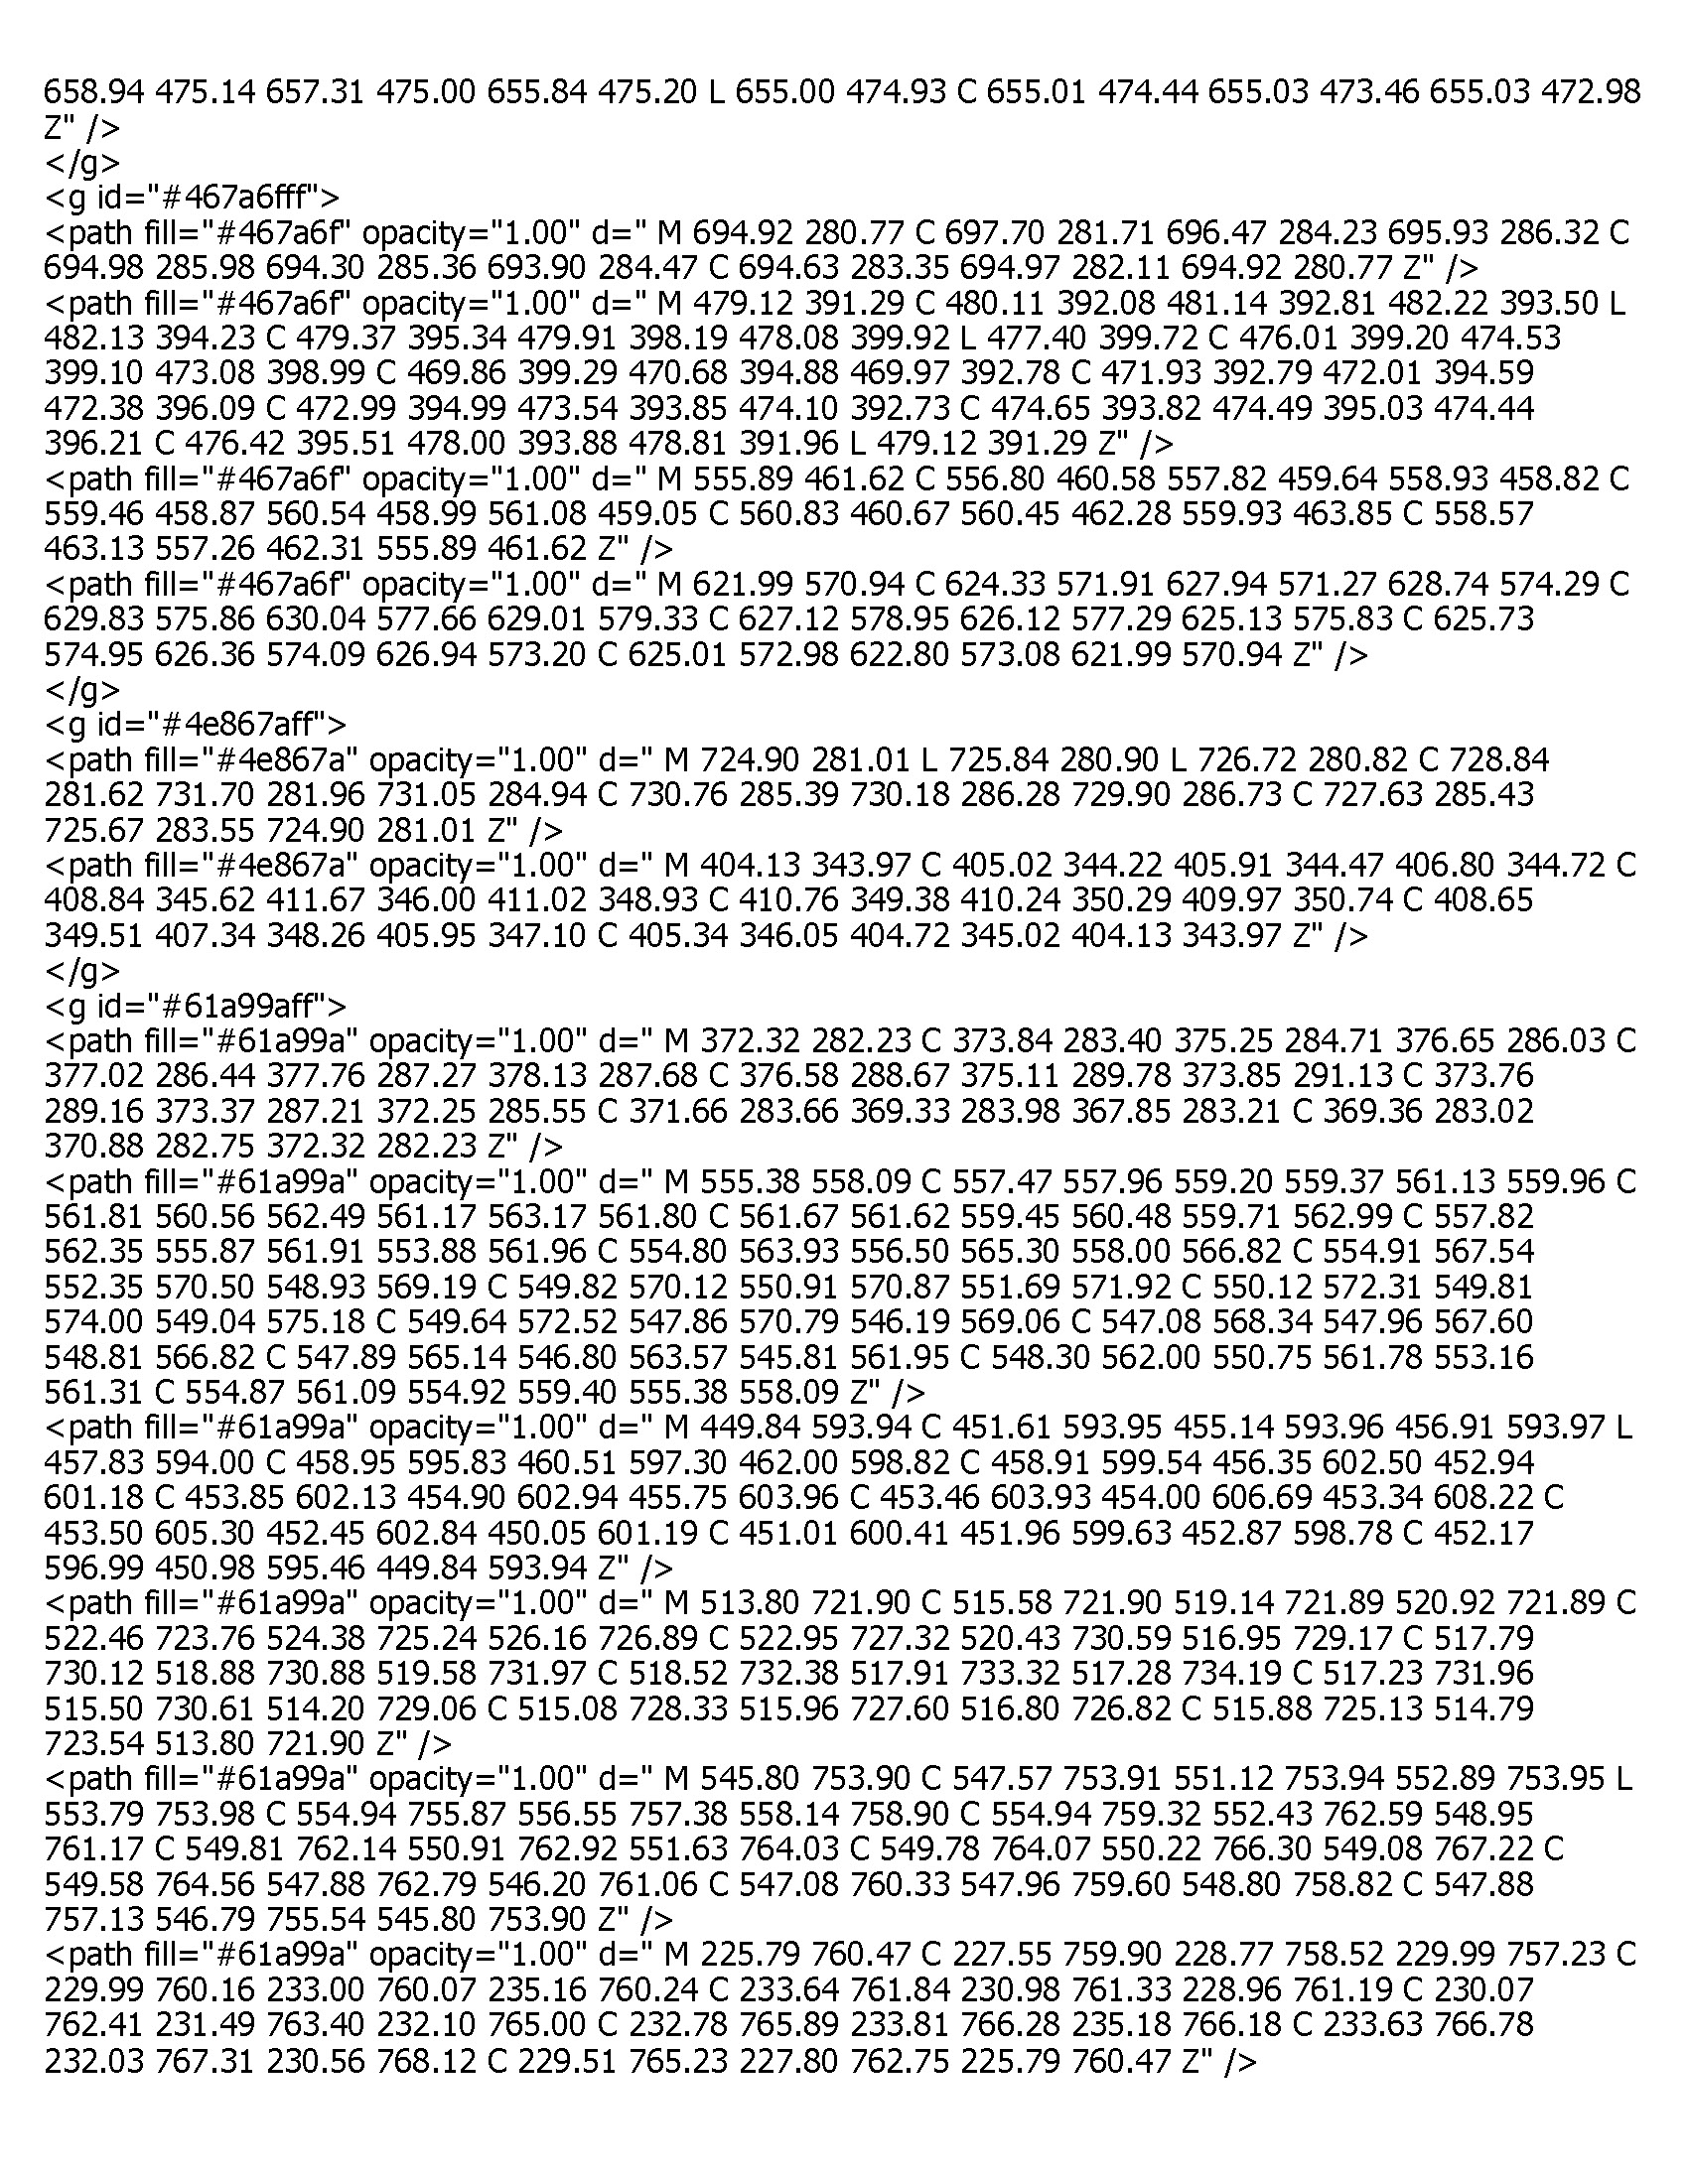 658.94 475.14 657.31 475.00 655.84 475.20 L 655.00 474.93 C 655.01 474.44 655.03 473.46 655.03 472.98
Z" />
</g>
<g id="#467a6fff">
<path fill="#467a6f" opacity="1.00" d=" M 694.92 280.77 C 697.70 281.71 696.47 284.23 695.93 286.32 C
694.98 285.98 694.30 285.36 693.90 284.47 C 694.63 283.35 694.97 282.11 694.92 280.77 Z" />
<path fill="#467a6f" opacity="1.00" d=" M 479.12 391.29 C 480.11 392.08 481.14 392.81 482.22 393.50 L
482.13 394.23 C 479.37 395.34 479.91 398.19 478.08 399.92 L 477.40 399.72 C 476.01 399.20 474.53
399.10 473.08 398.99 C 469.86 399.29 470.68 394.88 469.97 392.78 C 471.93 392.79 472.01 394.59
472.38 396.09 C 472.99 394.99 473.54 393.85 474.10 392.73 C 474.65 393.82 474.49 395.03 474.44
396.21 C 476.42 395.51 478.00 393.88 478.81 391.96 L 479.12 391.29 Z" />
<path fill="#467a6f" opacity="1.00" d=" M 555.89 461.62 C 556.80 460.58 557.82 459.64 558.93 458.82 C
559.46 458.87 560.54 458.99 561.08 459.05 C 560.83 460.67 560.45 462.28 559.93 463.85 C 558.57
463.13 557.26 462.31 555.89 461.62 Z" />
<path fill="#467a6f" opacity="1.00" d=" M 621.99 570.94 C 624.33 571.91 627.94 571.27 628.74 574.29 C
629.83 575.86 630.04 577.66 629.01 579.33 C 627.12 578.95 626.12 577.29 625.13 575.83 C 625.73
574.95 626.36 574.09 626.94 573.20 C 625.01 572.98 622.80 573.08 621.99 570.94 Z" />
</g>
<g id="#4e867aff">
<path fill="#4e867a" opacity="1.00" d=" M 724.90 281.01 L 725.84 280.90 L 726.72 280.82 C 728.84
281.62 731.70 281.96 731.05 284.94 C 730.76 285.39 730.18 286.28 729.90 286.73 C 727.63 285.43
725.67 283.55 724.90 281.01 Z" />
<path fill="#4e867a" opacity="1.00" d=" M 404.13 343.97 C 405.02 344.22 405.91 344.47 406.80 344.72 C
408.84 345.62 411.67 346.00 411.02 348.93 C 410.76 349.38 410.24 350.29 409.97 350.74 C 408.65
349.51 407.34 348.26 405.95 347.10 C 405.34 346.05 404.72 345.02 404.13 343.97 Z" />
</g>
<g id="#61a99aff">
<path fill="#61a99a" opacity="1.00" d=" M 372.32 282.23 C 373.84 283.40 375.25 284.71 376.65 286.03 C
377.02 286.44 377.76 287.27 378.13 287.68 C 376.58 288.67 375.11 289.78 373.85 291.13 C 373.76
289.16 373.37 287.21 372.25 285.55 C 371.66 283.66 369.33 283.98 367.85 283.21 C 369.36 283.02
370.88 282.75 372.32 282.23 Z" />
<path fill="#61a99a" opacity="1.00" d=" M 555.38 558.09 C 557.47 557.96 559.20 559.37 561.13 559.96 C
561.81 560.56 562.49 561.17 563.17 561.80 C 561.67 561.62 559.45 560.48 559.71 562.99 C 557.82
562.35 555.87 561.91 553.88 561.96 C 554.80 563.93 556.50 565.30 558.00 566.82 C 554.91 567.54
552.35 570.50 548.93 569.19 C 549.82 570.12 550.91 570.87 551.69 571.92 C 550.12 572.31 549.81
574.00 549.04 575.18 C 549.64 572.52 547.86 570.79 546.19 569.06 C 547.08 568.34 547.96 567.60
548.81 566.82 C 547.89 565.14 546.80 563.57 545.81 561.95 C 548.30 562.00 550.75 561.78 553.16
561.31 C 554.87 561.09 554.92 559.40 555.38 558.09 Z" />
<path fill="#61a99a" opacity="1.00" d=" M 449.84 593.94 C 451.61 593.95 455.14 593.96 456.91 593.97 L
457.83 594.00 C 458.95 595.83 460.51 597.30 462.00 598.82 C 458.91 599.54 456.35 602.50 452.94
601.18 C 453.85 602.13 454.90 602.94 455.75 603.96 C 453.46 603.93 454.00 606.69 453.34 608.22 C
453.50 605.30 452.45 602.84 450.05 601.19 C 451.01 600.41 451.96 599.63 452.87 598.78 C 452.17
596.99 450.98 595.46 449.84 593.94 Z" />
<path fill="#61a99a" opacity="1.00" d=" M 513.80 721.90 C 515.58 721.90 519.14 721.89 520.92 721.89 C
522.46 723.76 524.38 725.24 526.16 726.89 C 522.95 727.32 520.43 730.59 516.95 729.17 C 517.79
730.12 518.88 730.88 519.58 731.97 C 518.52 732.38 517.91 733.32 517.28 734.19 C 517.23 731.96
515.50 730.61 514.20 729.06 C 515.08 728.33 515.96 727.60 516.80 726.82 C 515.88 725.13 514.79
723.54 513.80 721.90 Z" />
<path fill="#61a99a" opacity="1.00" d=" M 545.80 753.90 C 547.57 753.91 551.12 753.94 552.89 753.95 L
553.79 753.98 C 554.94 755.87 556.55 757.38 558.14 758.90 C 554.94 759.32 552.43 762.59 548.95
761.17 C 549.81 762.14 550.91 762.92 551.63 764.03 C 549.78 764.07 550.22 766.30 549.08 767.22 C
549.58 764.56 547.88 762.79 546.20 761.06 C 547.08 760.33 547.96 759.60 548.80 758.82 C 547.88
757.13 546.79 755.54 545.80 753.90 Z" />
<path fill="#61a99a" opacity="1.00" d=" M 225.79 760.47 C 227.55 759.90 228.77 758.52 229.99 757.23 C
229.99 760.16 233.00 760.07 235.16 760.24 C 233.64 761.84 230.98 761.33 228.96 761.19 C 230.07
762.41 231.49 763.40 232.10 765.00 C 232.78 765.89 233.81 766.28 235.18 766.18 C 233.63 766.78
232.03 767.31 230.56 768.12 C 229.51 765.23 227.80 762.75 225.79 760.47 Z" />